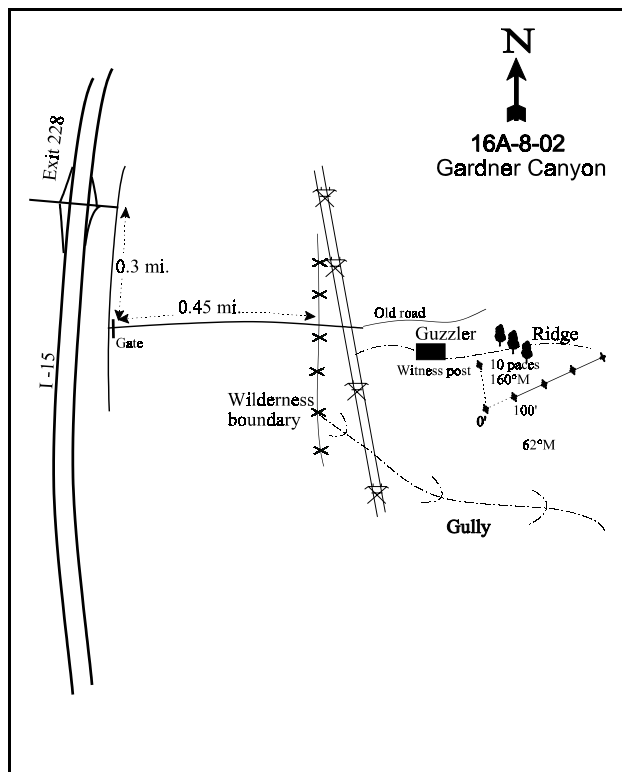 N
16A-8-02
Gardner Canyon
Exit 228
0.3 mi.
0.45 mi.
Old road
Gate
Guzzler
Ridge
I-15
Witness post
10 paces
160°M
Wilderness
boundary
0'
100'
62°M
Gully